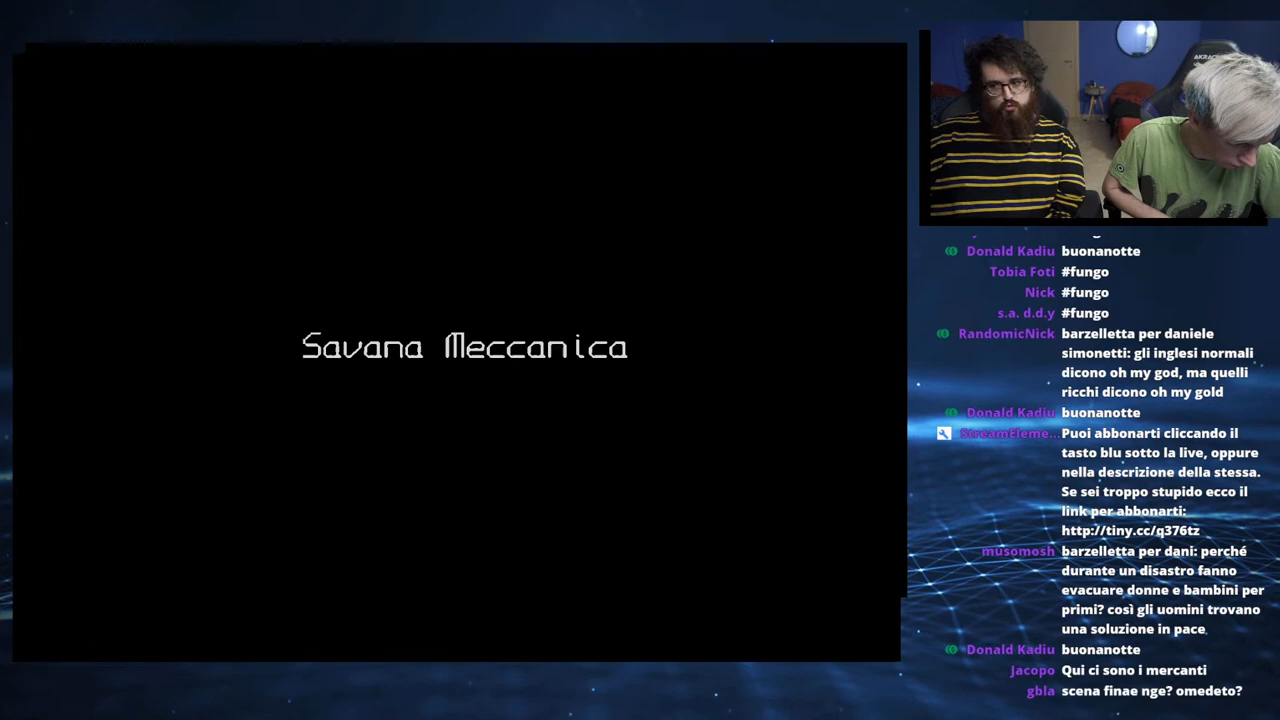 Savana Meccanica
AKRACING
Donald Kadiu buonanotte
Tobia Foti #fungo
Nick #fungo
s.a. d.d.y #fungo
RandomicNick barzelletta per daniele
simonetti: gli inglesi normali
dicono oh my god, ma quelli
ricchi dicono oh my gold
Donald Kadiu buonanotte
StreamEleme... Puoi abbonarti cliccando il
tasto blu sotto la live, oppure
nella descrizione della stessa.
Se sei troppo stupido ecco il
link per abbonarti:
http://tiny.cc/q376tz
musomosh barzelletta per dani: perché
durante un disastro fanno
evacuare donne e bambini per
primi? così gli uomini trovano
una soluzione in pace
Donald Kadiu buonanotte
Jacopo Qui ci sono i mercanti
gbla scena finae nge? omedeto?